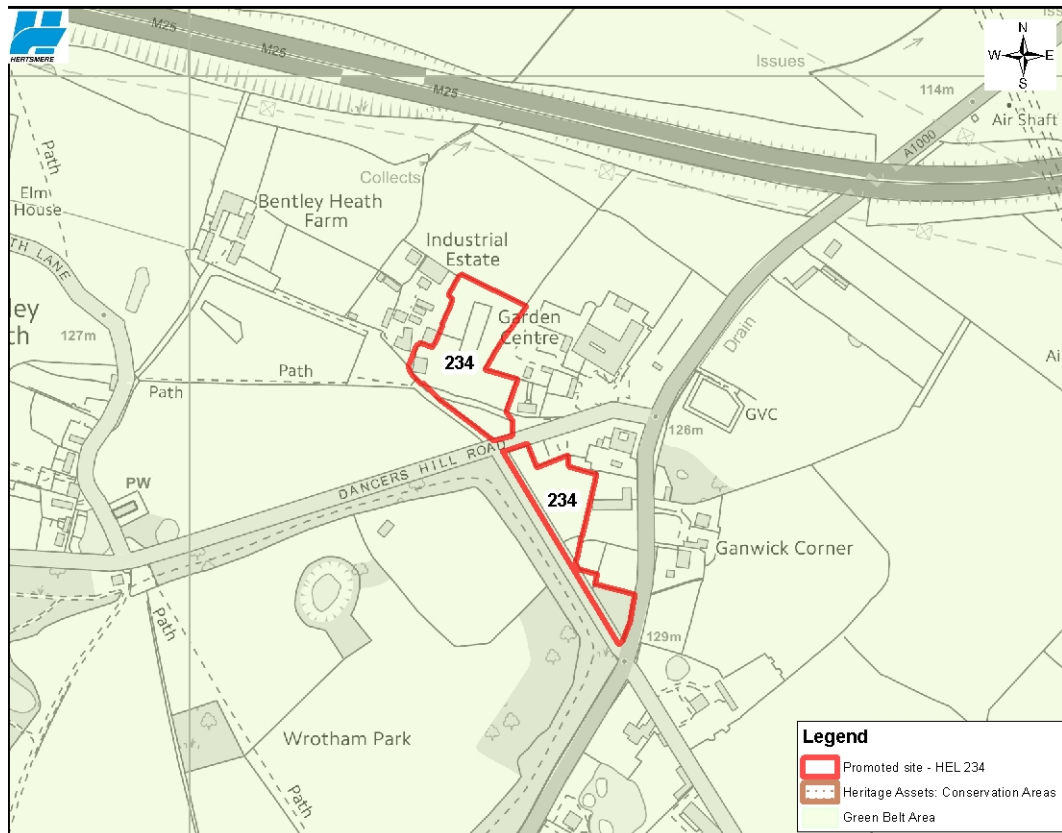 HERTSMERE
M25
M25
M25
Issues
N
W E
S
114m
Air Shaft
A1000
Path
Elm
House
Collects
Bentley Heath
Farm
Industrial
Estate
TH LANE
ley
th
127m
Garden
Centre
Drain
234
Path
Path
GVC
126m
DANCERS HILL ROAD
PW
234
Ganwick Corner
Path
129m
Wrotham Park
Path
Legend
Promoted site - HEL 234
Heritage Assets: Conservation Areas
Green Belt Area